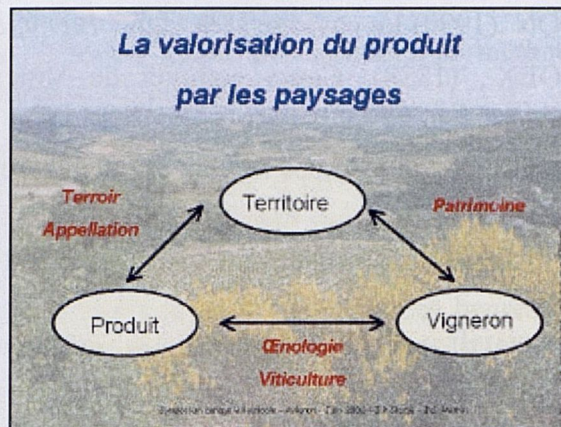 La valorisation du produit
par les paysages
Terroir
Appellation
Territoire
Patrimoine
Produit
Vigneron
Œnologie
Viticulture